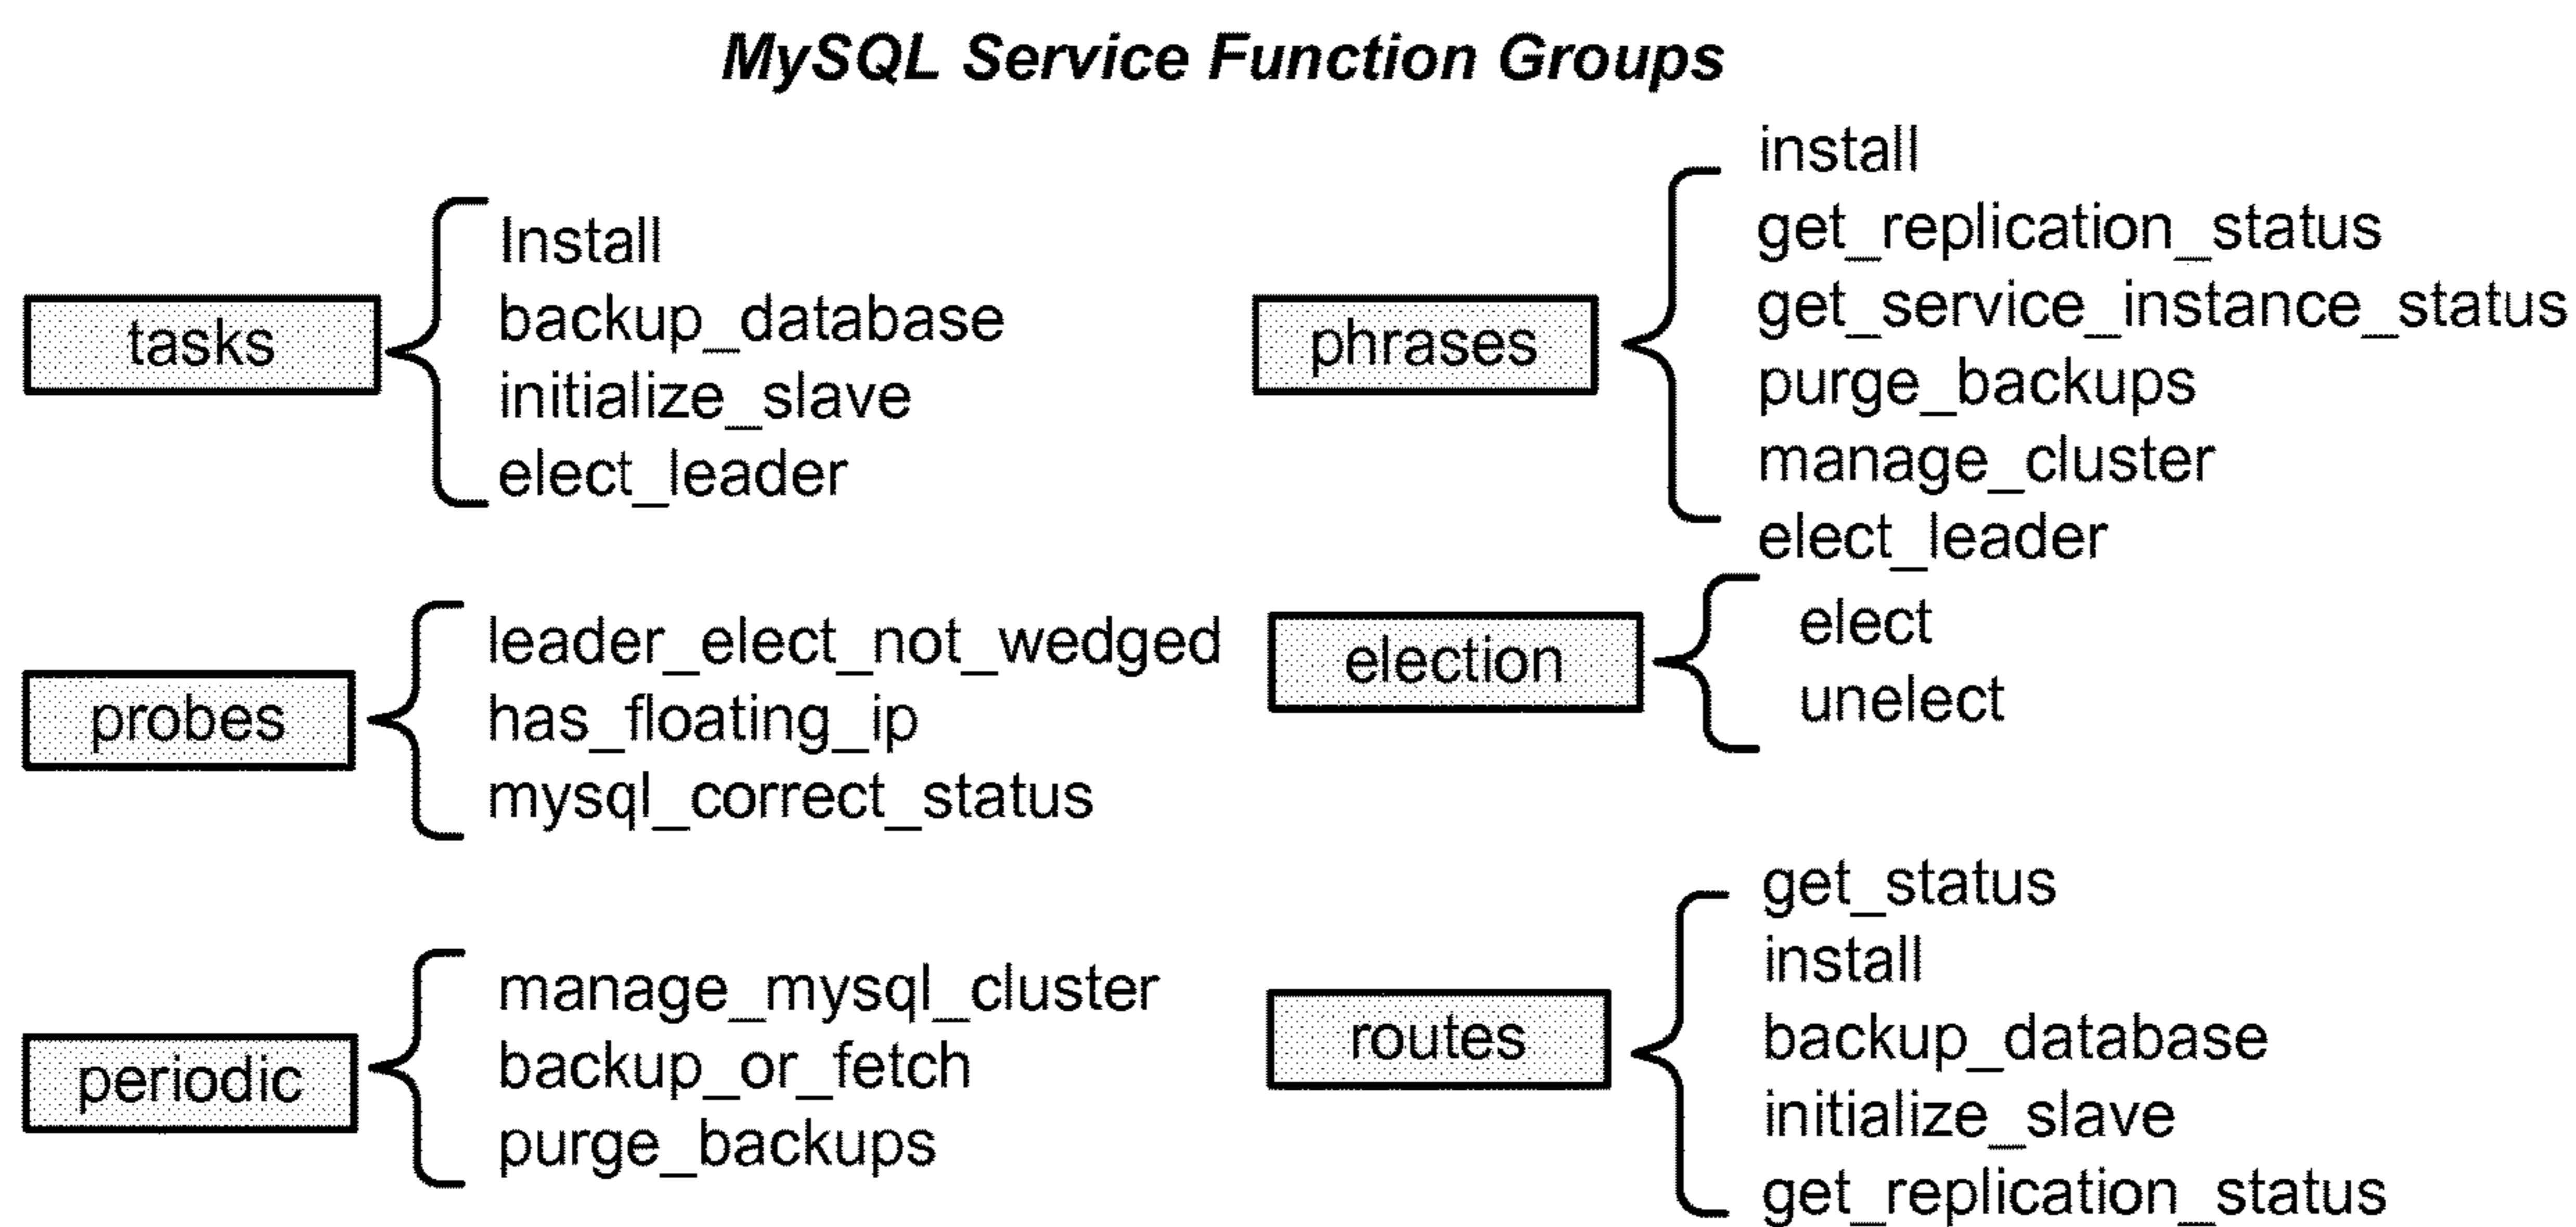 MySQL Service Function Groups
tasks
Install
backup_database
initialize_slave
elect_leader
phrases
install
get_replication_status
get_service_instance_status
purge_backups
manage_cluster
elect_leader
probes
leader_elect_not_wedged
has_floating_ip
mysql_correct_status
election
elect
unelect
periodic
manage_mysql_cluster
backup_or_fetch
purge_backups
routes
get_status
install
backup_database
initialize_slave
get_replication_status